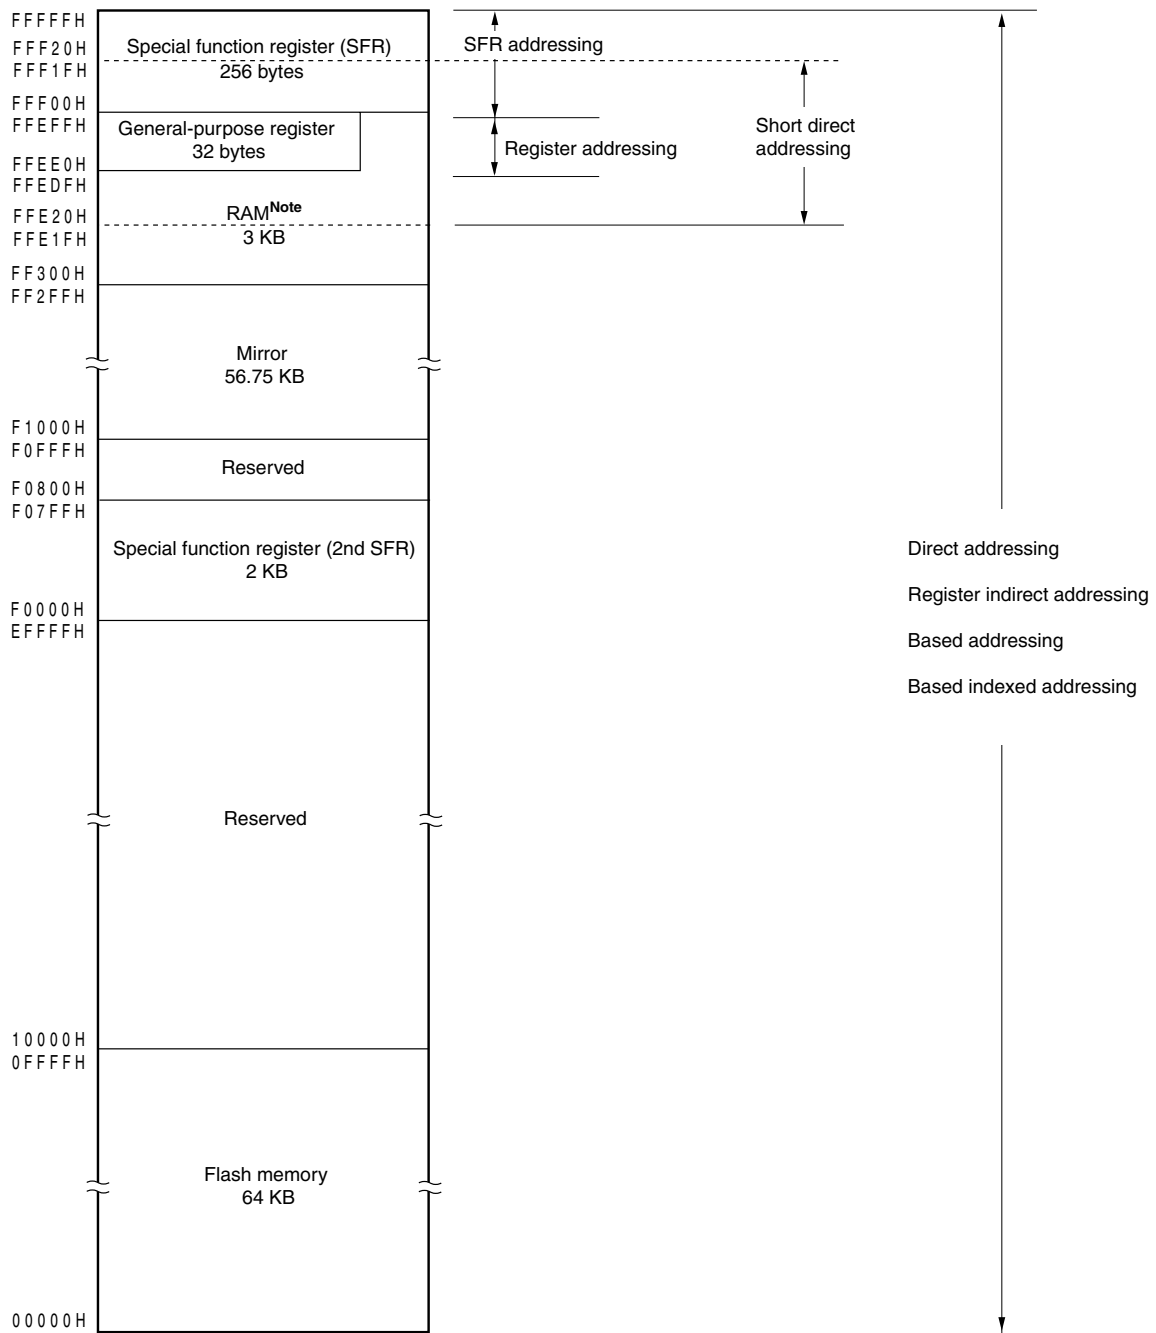 FFFFFH
FFF20H
FFF1FH
FFF00H
FFEFFH
FFEE0H
FFEDFH
FFE20H
FFE1FH
FF300H
FF2FFH
F1000H
F0FFFH
F0800H
F07FFH
F0000H
EFFFFH
10000H
0FFFFH
00000H
Special function register (SFR)
256 bytes
General-purpose register
32 bytes
RAMNote
3 KB
Mirror
56.75 KB
Reserved
Special function register (2nd SFR)
2 KB
Reserved
Flash memory
64 KB
SFR addressing
Register addressing
Short direct
addressing
Direct addressing
Register indirect addressing
Based addressing
Based indexed addressing